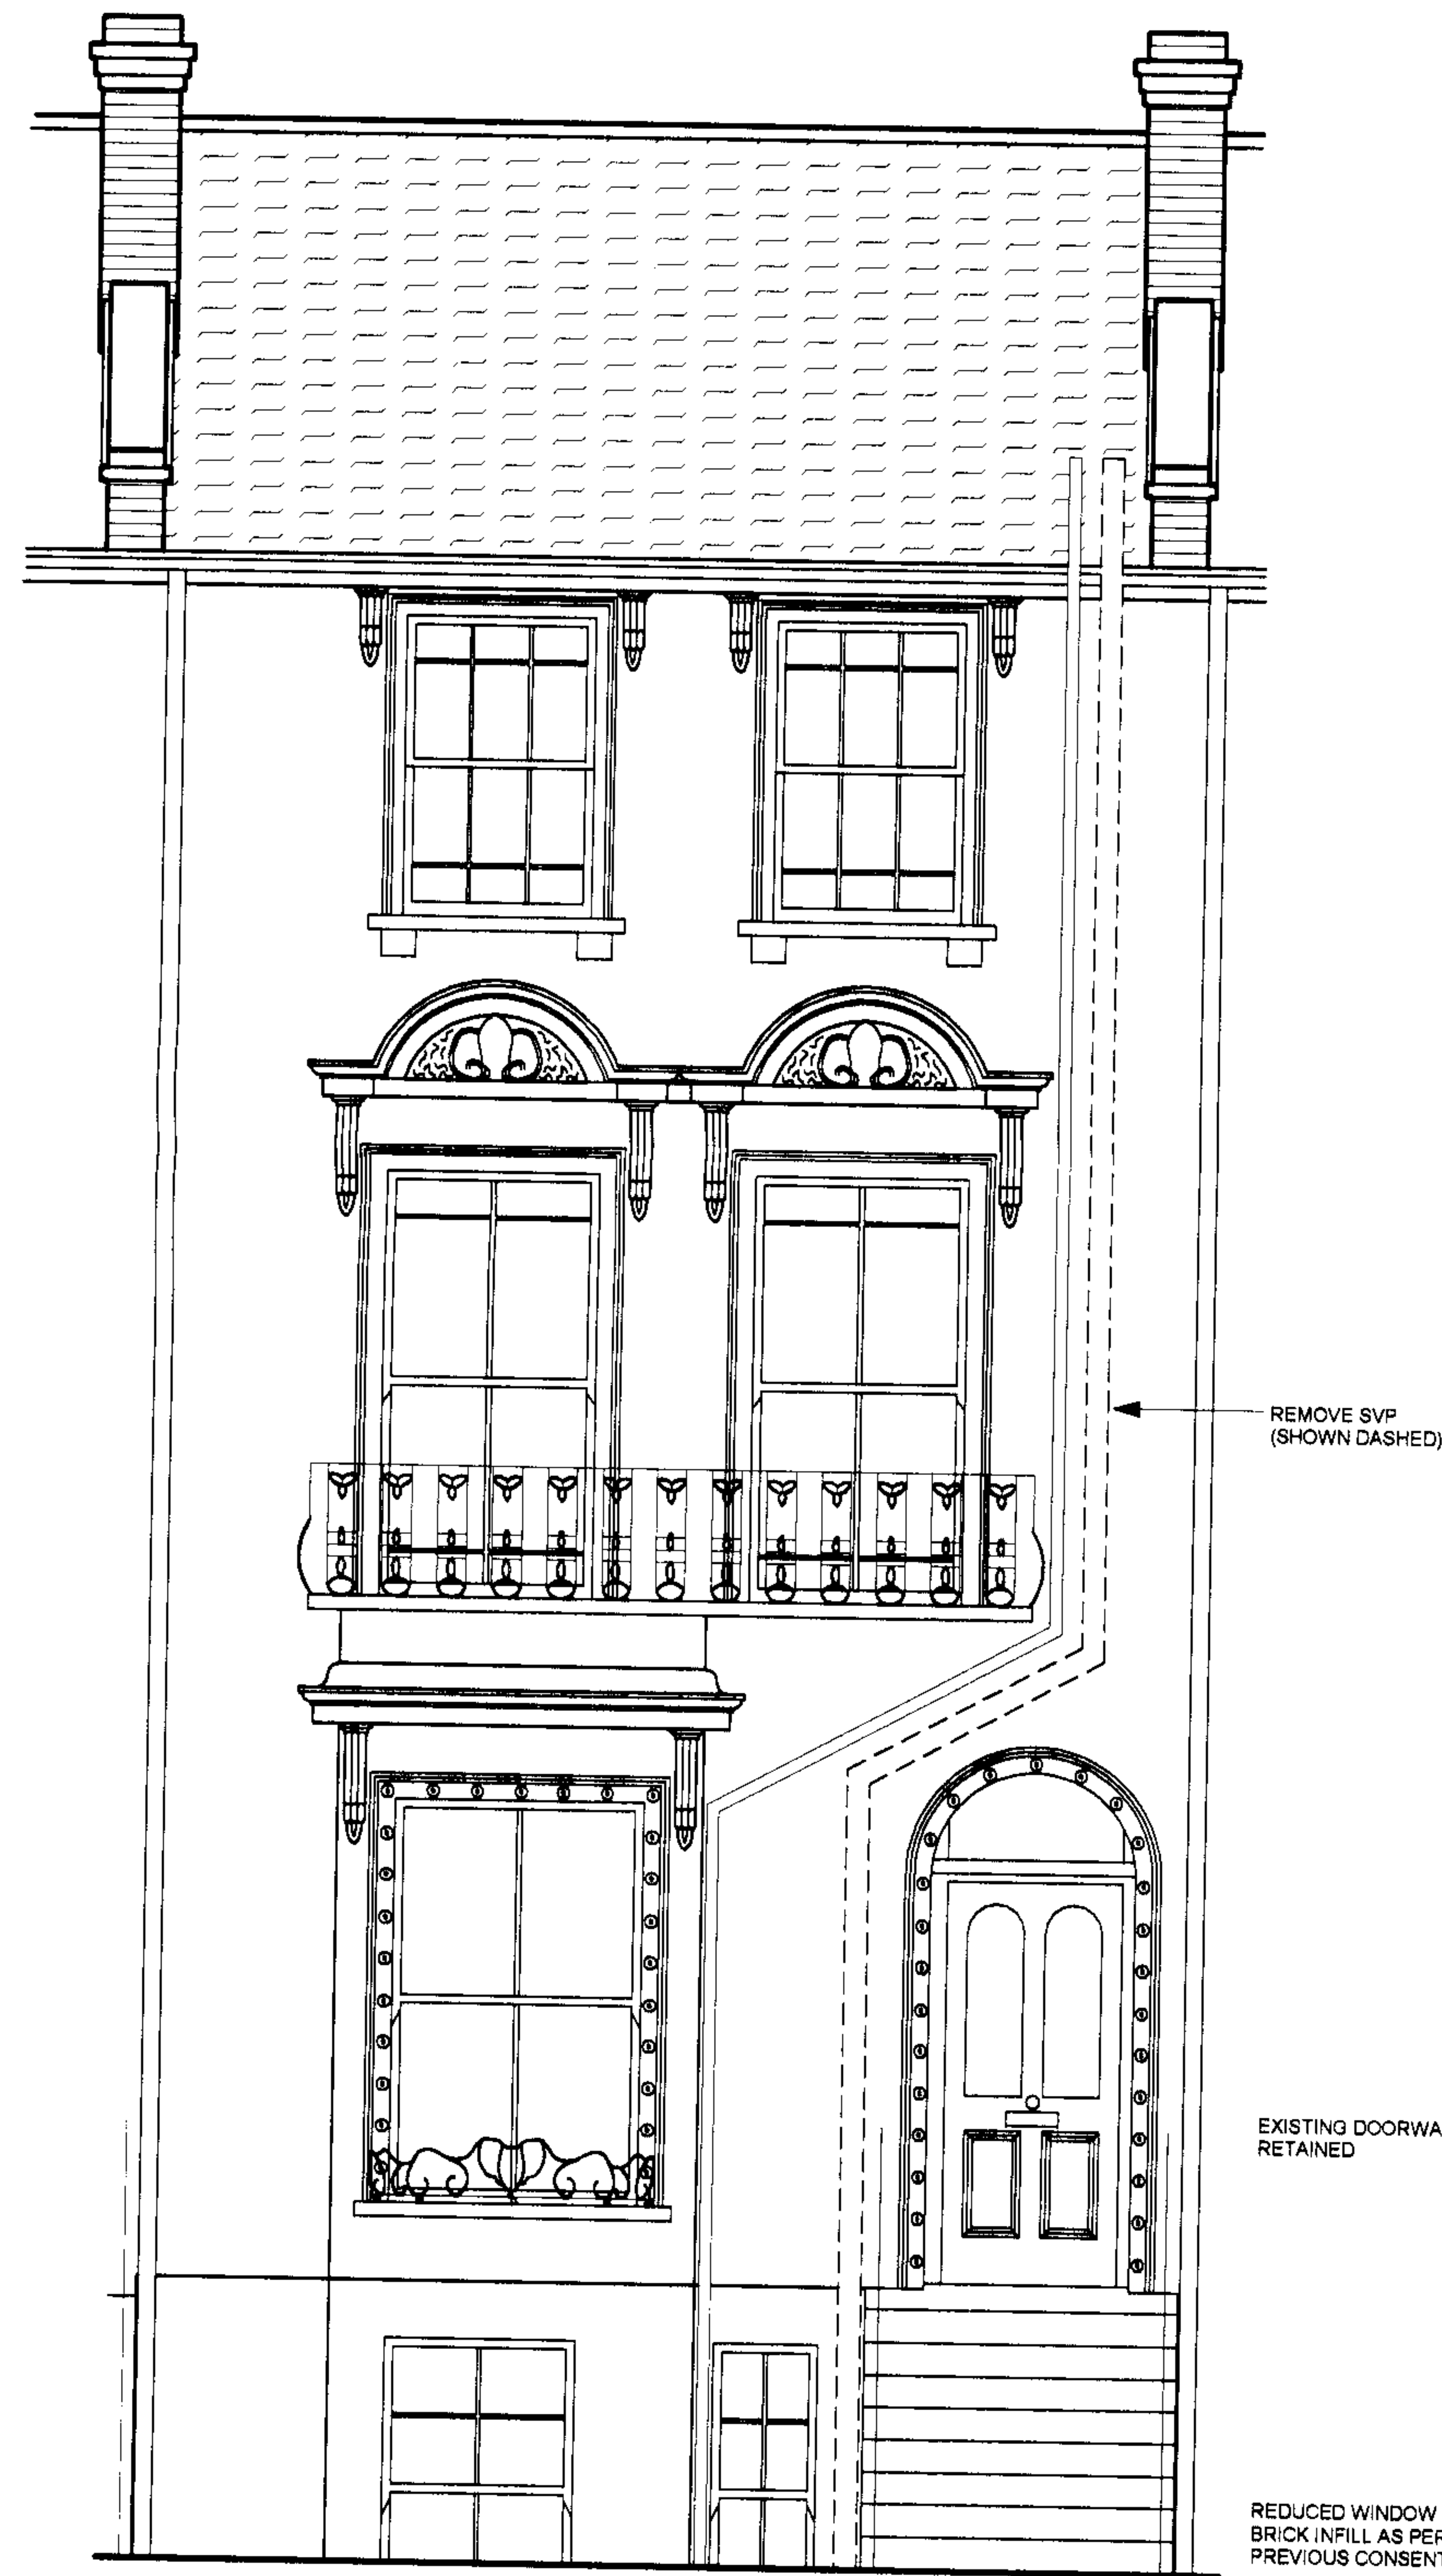 REMOVE SVP
(SHOWN DASHED)
EXISTING DOORWA
RETAINED
REDUCED WINDOW
BRICK INFILL AS PER
PREVIOUS CONSENT